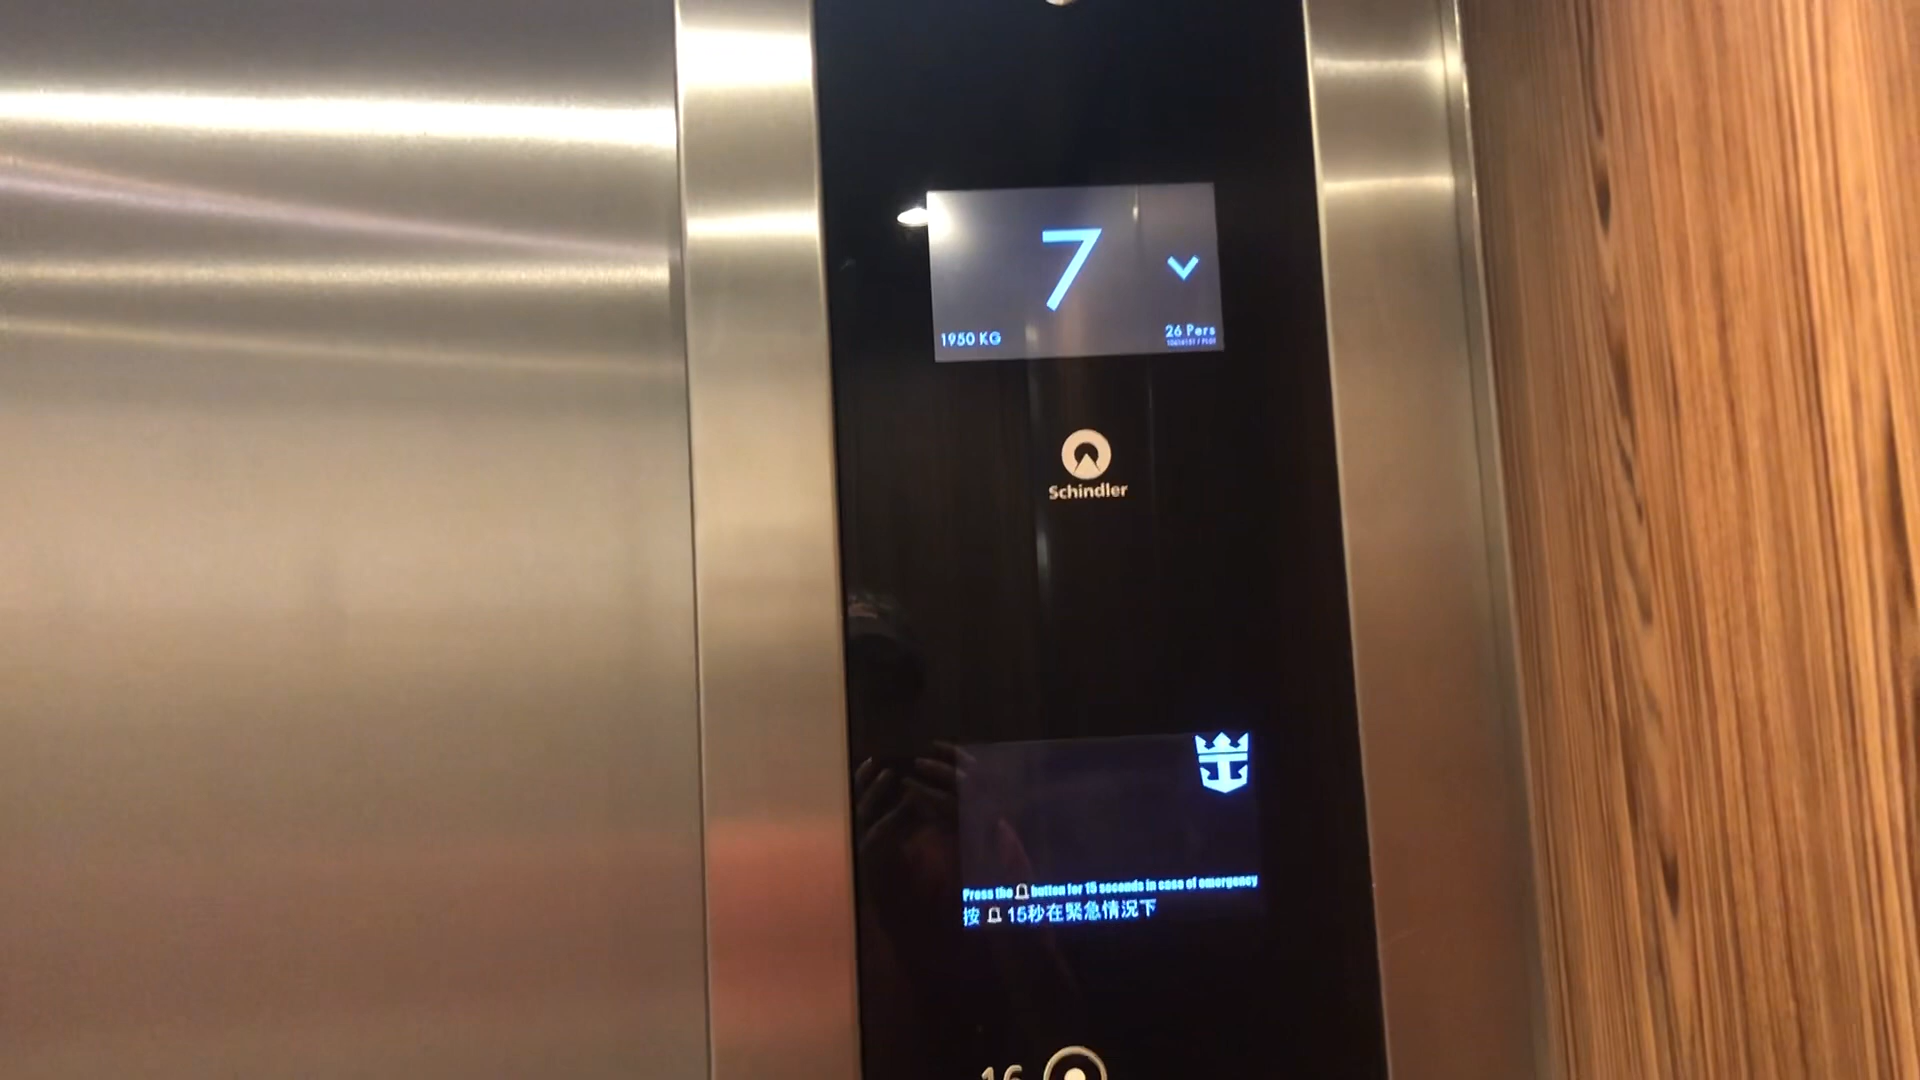 7
1950 KG
26 Pers
Schindler
Press the button for 15 seconds in case of emergency
按 15秒在緊急情況下
16